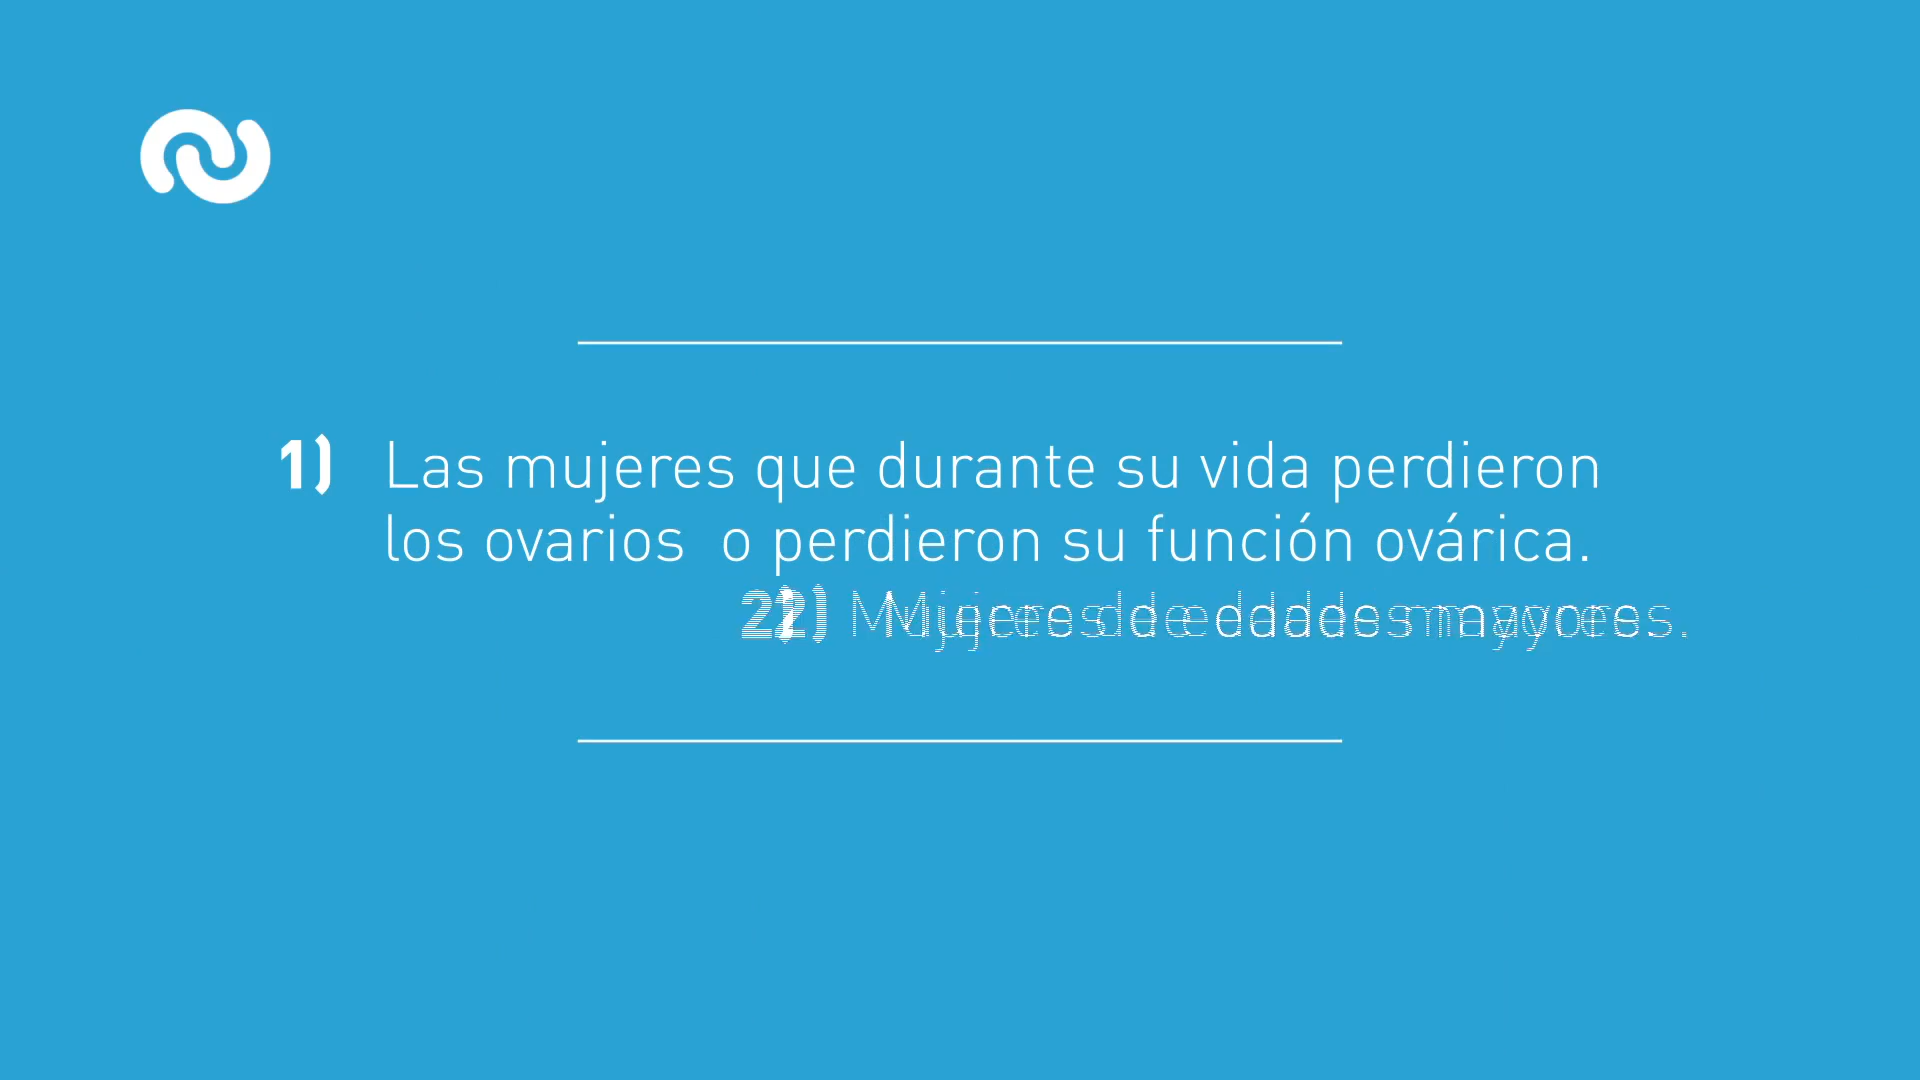 1) Las mujeres que durante su vida perdieron
los ovarios o perdieron su función ovárica.
2) Mujeres de edades mayores.